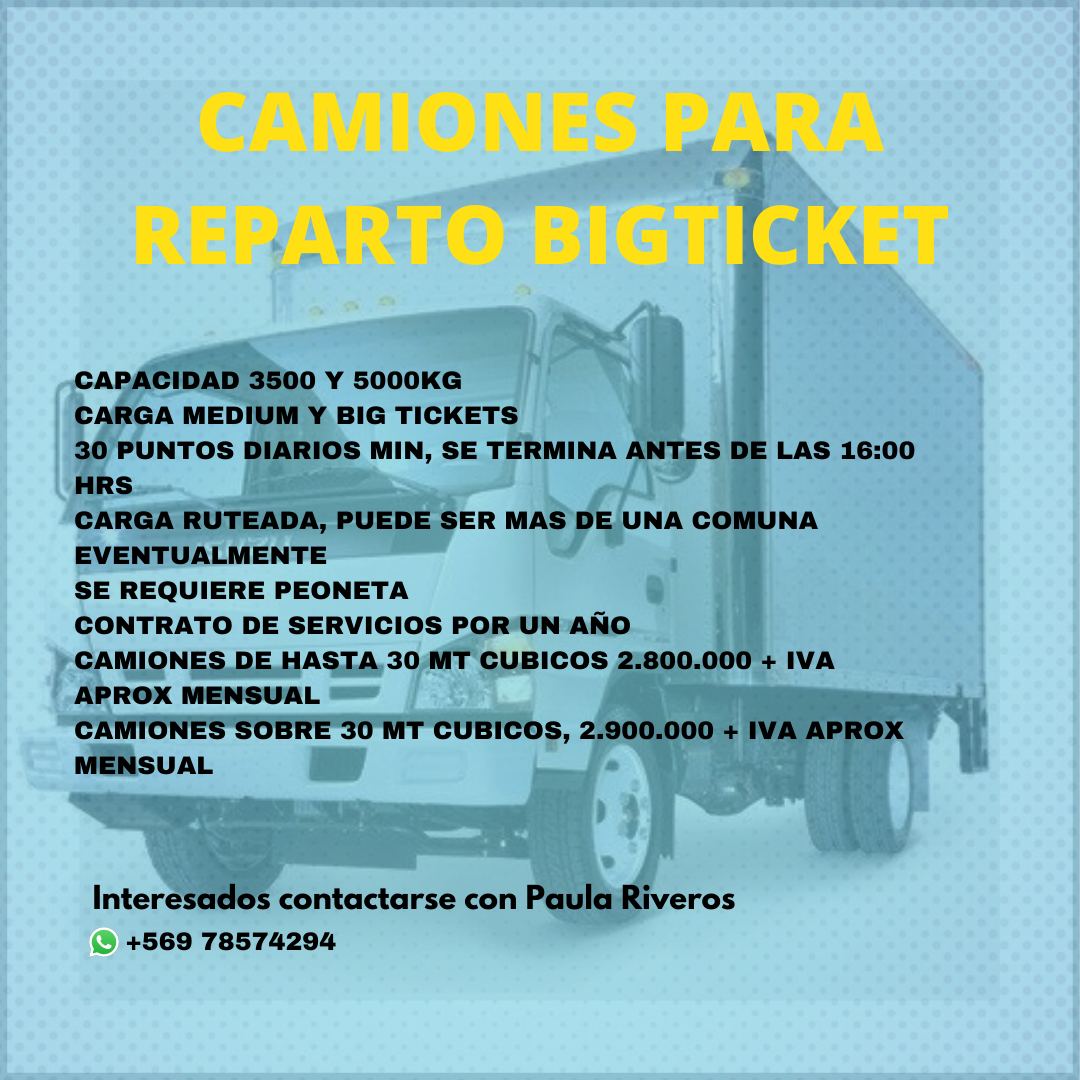 CAMIONES PARA
REPARTO BIGTICKET
CAPACIDAD 3500 Y 5000KG
CARGA MEDIUM Y BIG TICKETS
30 PUNTOS DIARIOS MIN, SE TERMINA ANTES DE LAS 16:00
HRS
CARGA RUTEADA, PUEDE SER MAS DE UNA COMUNA
EVENTUALMENTE
SE REQUIERE PEONETA
CONTRATO DE SERVICIOS POR UN AÑO
CAMIONES DE HASTA 30 MT CUBICOS 2.800.000 + IVA
APROX MENSUAL
CAMIONES SOBRE 30 MT CUBICOS, 2.900.000 + IVA APROX
MENSUAL
Interesados contactarse con Paula Riveros
+569 78574294